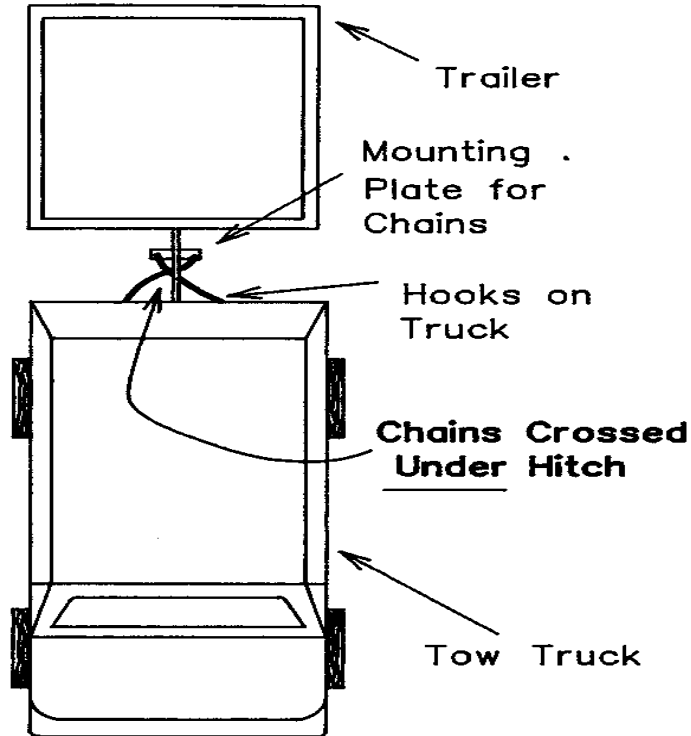 Trailer
Mounting .
Plate for
Chains
Hooks on
Truck
Chains Crossed
Under Hitch
Tow Truck